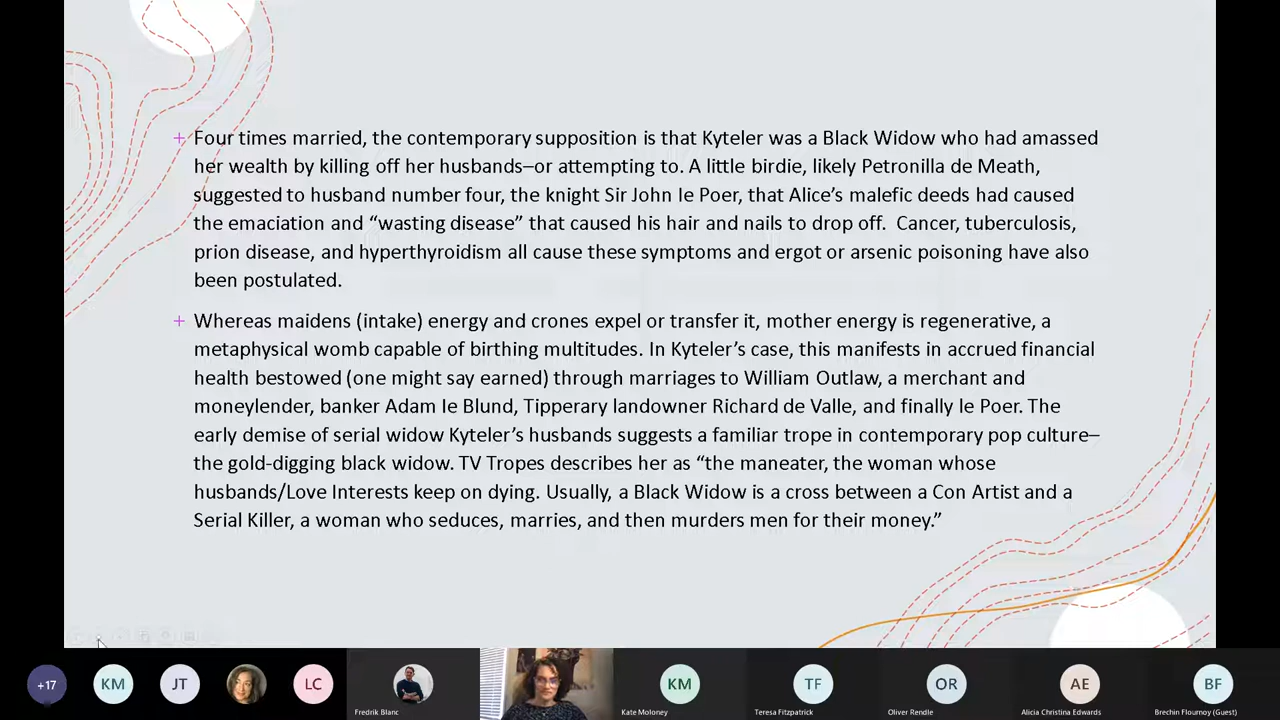 + Four times married, the contemporary supposition is that Kyteler was a Black Widow who had amassed
her wealth by killing off her husbands–or attempting to. A little birdie, likely Petronilla de Meath,
suggested to husband number four, the knight Sir John le Poer, that Alice’s malefic deeds had caused
the emaciation and “wasting disease” that caused his hair and nails to drop off.  Cancer, tuberculosis,
prion disease, and hyperthyroidism all cause these symptoms and ergot or arsenic poisoning have also
been postulated.
+ Whereas maidens (intake) energy and crones expel or transfer it, mother energy is regenerative, a
metaphysical womb capable of birthing multitudes. In Kyteler’s case, this manifests in accrued financial
health bestowed (one might say earned) through marriages to William Outlaw, a merchant and
moneylender, banker Adam le Blund, Tipperary landowner Richard de Valle, and finally le Poer. The
early demise of serial widow Kyteler’s husbands suggests a familiar trope in contemporary pop culture–
the gold-digging black widow. TV Tropes describes her as “the maneater, the woman whose
husbands/Love Interests keep on dying. Usually, a Black Widow is a cross between a Con Artist and a
Serial Killer, a woman who seduces, marries, and then murders men for their money.”
+17 KM JT LC KM TF OR AE BF
Fredrik Blanc Kate Moloney Teresa Fitzpatrick Oliver Rendle Alicia Christina Edwards Brechin Flournoy (Guest)